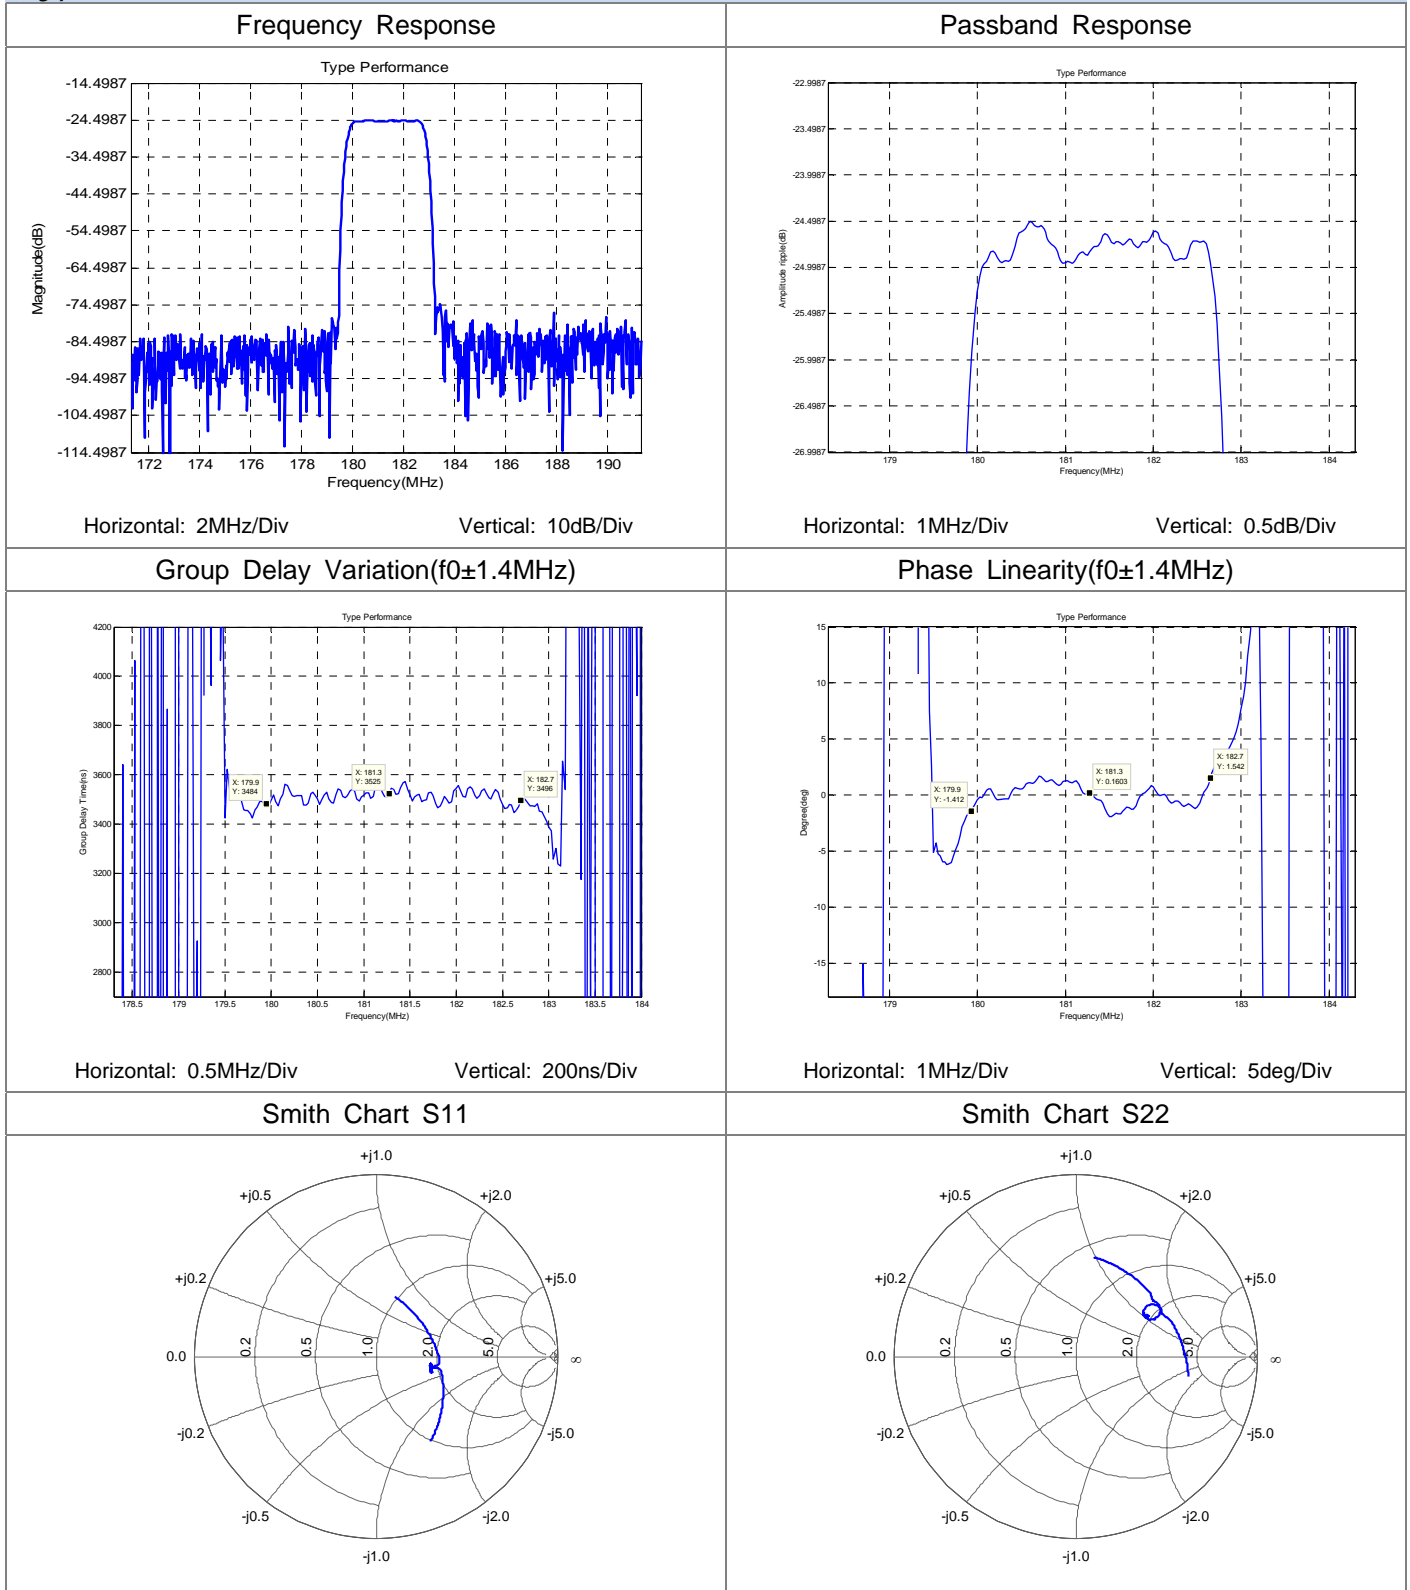 Frequency Response
Passband Response
Type Performance
-14.4987
-24.4987
-34.4987
-44.4987
-54.4987
-64.4987
-74.4987
-84.4987
-94.4987
-104.4987
-114.4987
Magnitude(dB)
172 174 176 178 180 182 184 186 188 190
Frequency(MHz)
Horizontal: 2MHz/Div Vertical: 10dB/Div
Type Performance
-22.9987
-23.4987
-23.9987
-24.4987
-24.9987
-25.4987
-25.9987
-26.4987
-26.9987
Amplitude ripple(dB)
179 180 181 182 183 184
Frequency(MHz)
Horizontal: 1MHz/Div Vertical: 0.5dB/Div
Group Delay Variation(f0±1.4MHz)
Phase Linearity(f0±1.4MHz)
Type Performance
4200
4000
3800
3600
3400
3200
3000
2800
Group Delay Time(ns)
X: 179.9
Y: 3484
X: 181.3
Y: 3525
X: 182.7
Y: 3496
178.5 179 179.5 180 180.5 181 181.5 182 182.5 183 183.5 184
Frequency(MHz)
Horizontal: 0.5MHz/Div Vertical: 200ns/Div
Type Performance
15
10
5
0
-5
-10
-15
Degree(deg)
X: 179.9
Y: -1.412
X: 181.3
Y: 0.1603
X: 182.7
Y: 1.542
179 180 181 182 183 184
Frequency(MHz)
Horizontal: 1MHz/Div Vertical: 5deg/Div
Smith Chart S11
Smith Chart S22
+j1.0
+j0.5 +j2.0
+j0.2 +j5.0
0.0 0.2 0.5 1.0 2.0 5.0 ∞
-j0.2 -j5.0
-j0.5 -j2.0
-j1.0
+j1.0
+j0.5 +j2.0
+j0.2 +j5.0
0.0 0.2 0.5 1.0 2.0 5.0 ∞
-j0.2 -j5.0
-j0.5 -j2.0
-j1.0